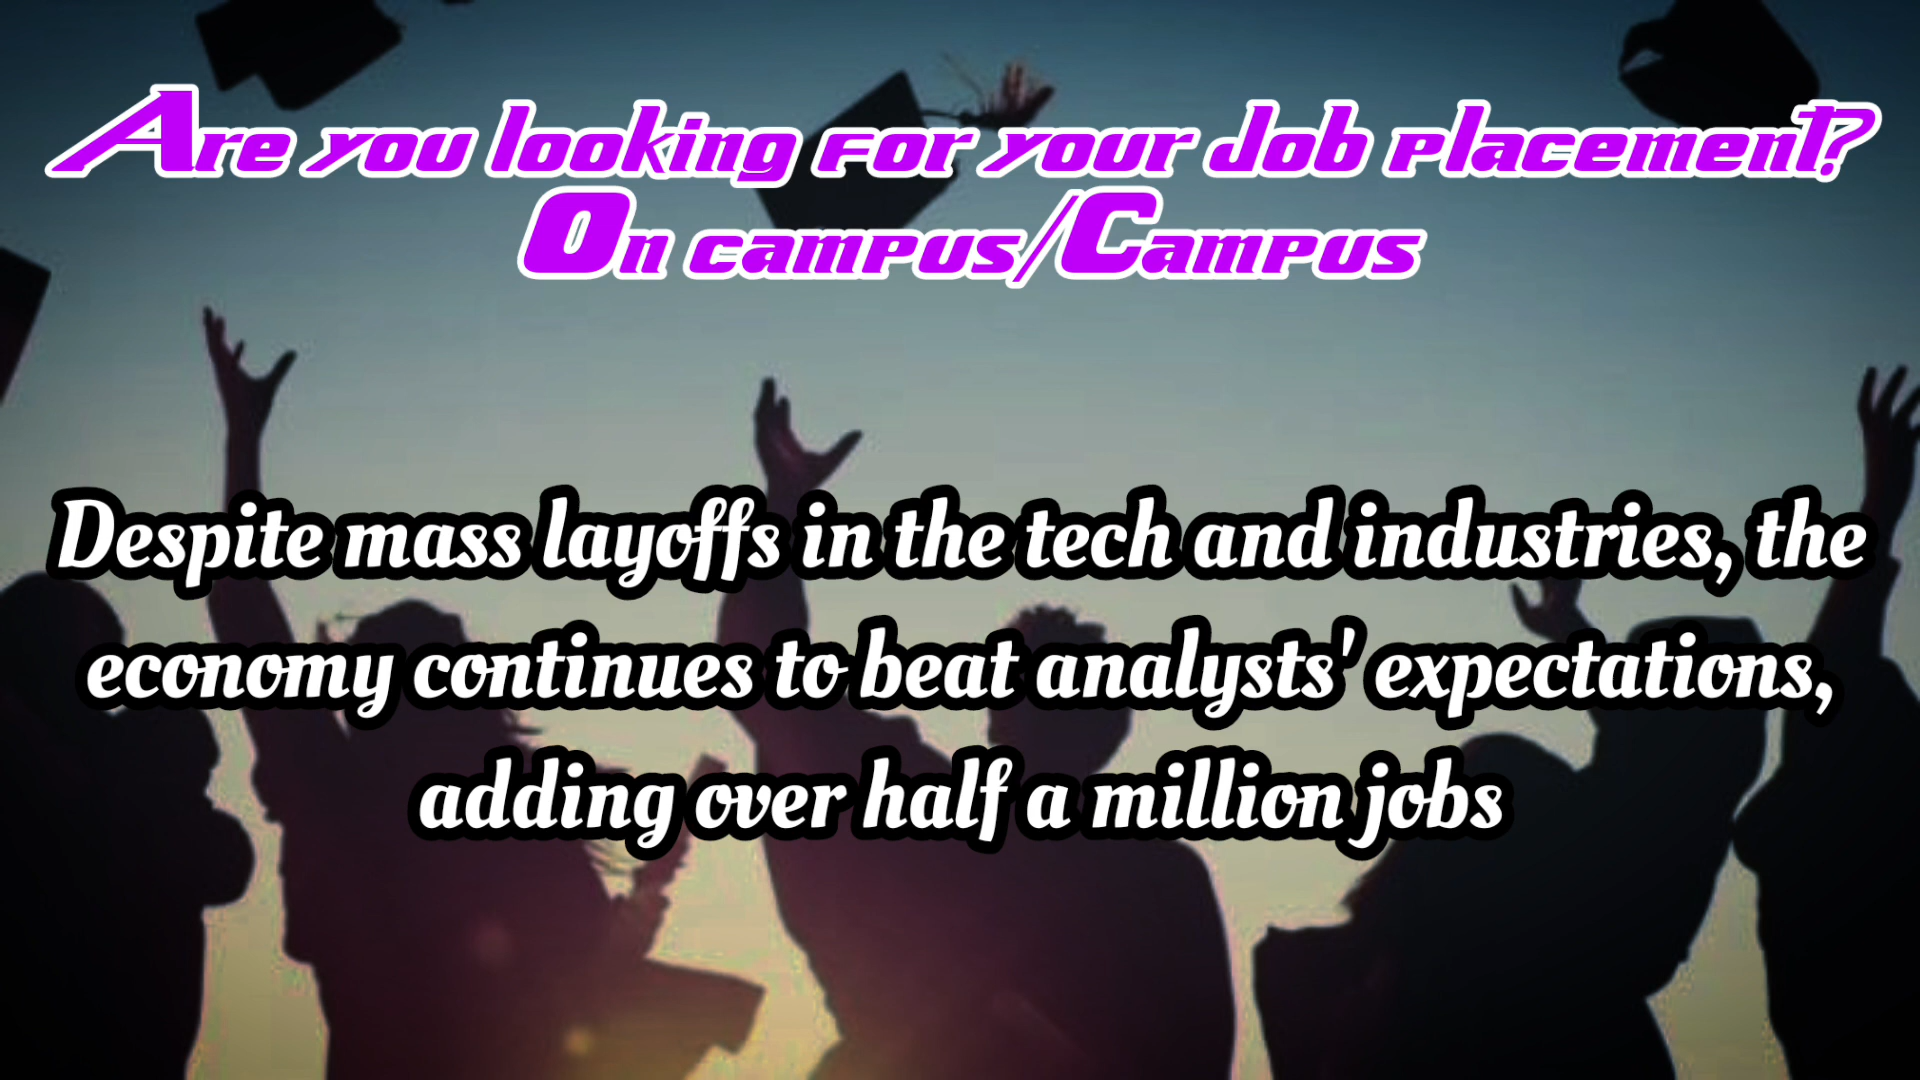 Are you looking for your Job placement?
On campus/Campus
Despite mass layoffs in the tech and industries, the
economy continues to beat analysts' expectations,
adding over half a million jobs